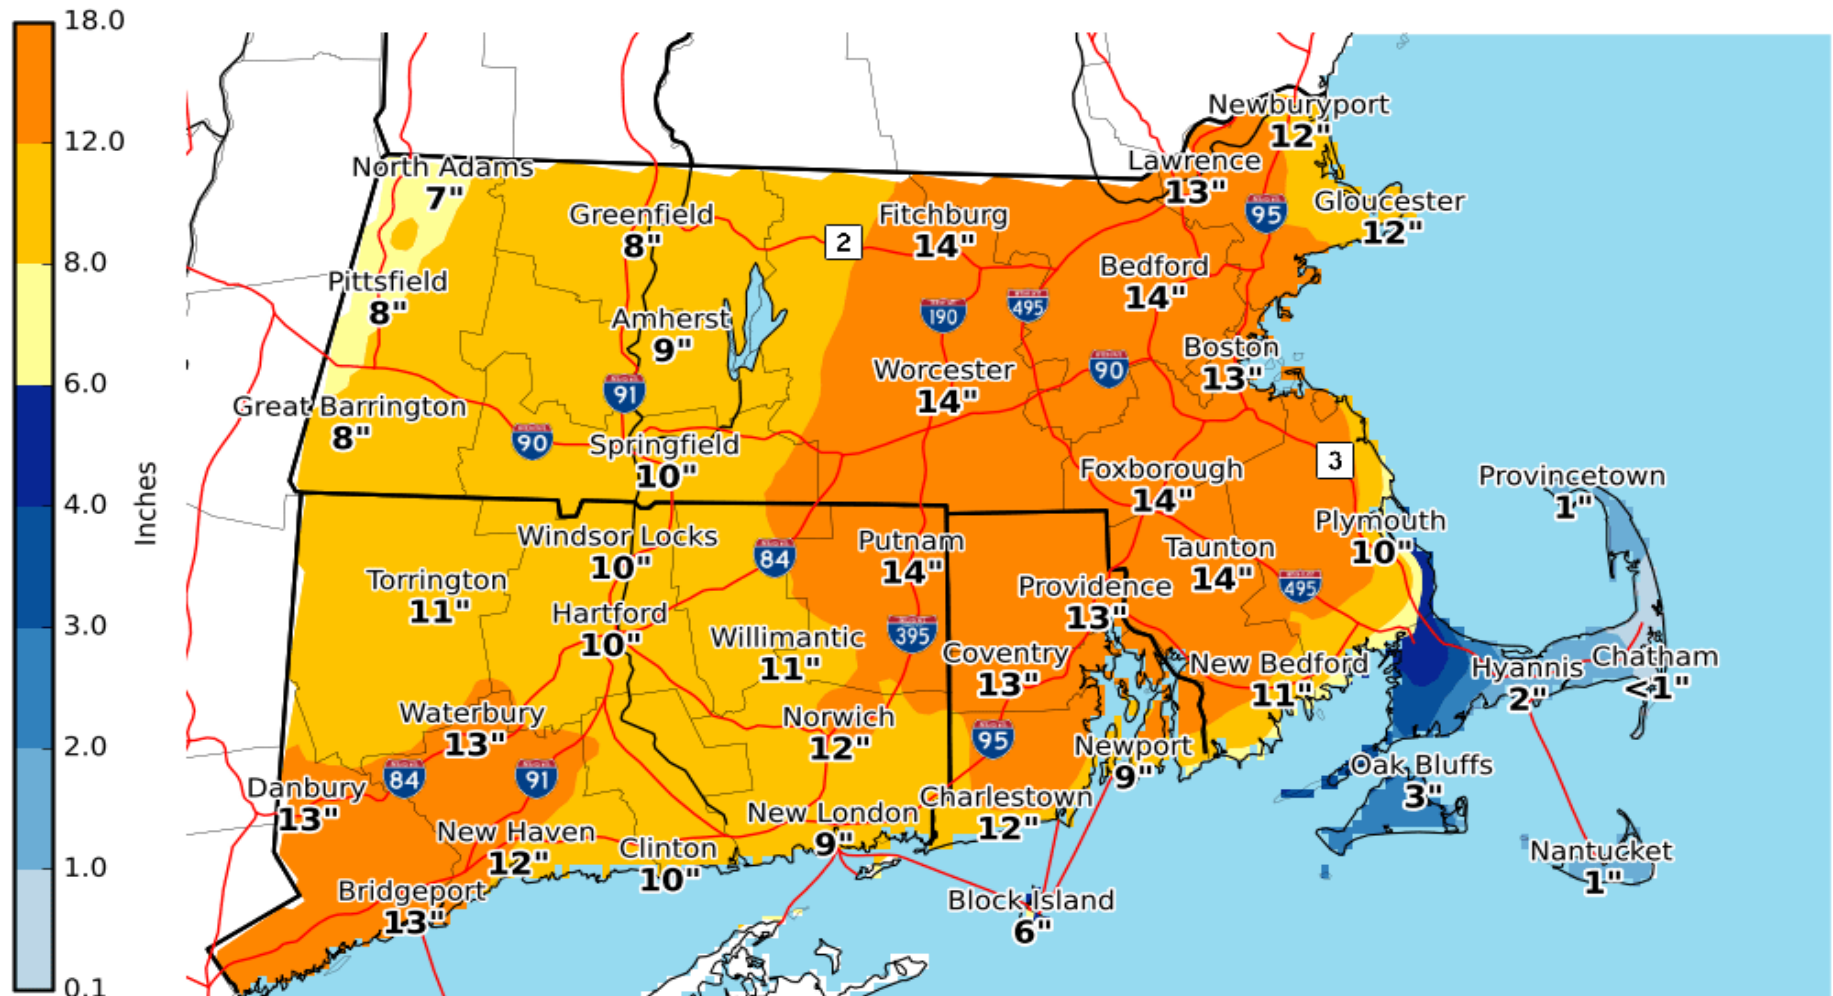 18.0
12.0
8.0
6.0
4.0
3.0
2.0
1.0
0.1
Inches
Newburyport
12"
North Adams
7"
Lawrence
13"
95
Gloucester
12"
Greenfield
8"
2
Fitchburg
14"
Pittsfield
8"
Bedford
14"
190
495
Amherst
9"
Boston
13"
Worcester
14"
90
91
Great Barrington
8"
90
Springfield
10"
3
Foxborough
14"
Provincetown
1"
Windsor Locks
10"
84
Putnam
14"
Plymouth
10"
Taunton
14"
495
Torrington
11"
Hartford
10"
Providence
13"
395
Willimantic
11"
Coventry
13"
New Bedford
11"
Hyannis
2"
Chatham
<1"
Waterbury
13"
Norwich
12"
95
Newport
9"
84
91
Oak Bluffs
3"
Danbury
13"
Charlestown
12"
New London
9"
New Haven
12"
Clinton
10"
Nantucket
1"
Bridgeport
13"
Block Island
6"